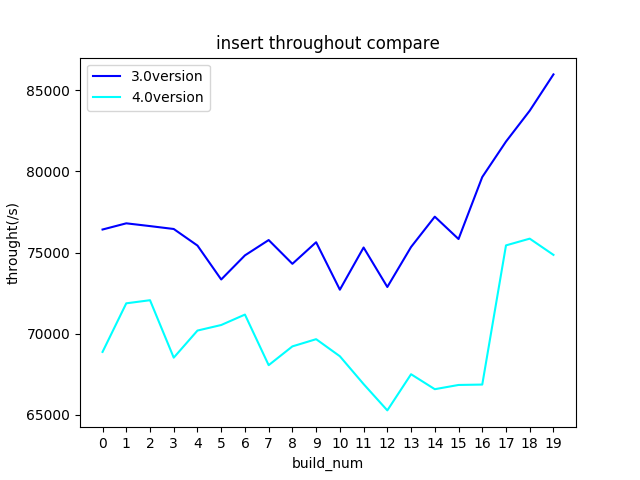 insert throughout compare
3.0version
4.0version
throught(/s)
85000
80000
75000
70000
65000
0 1 2 3 4 5 6 7 8 9 10 11 12 13 14 15 16 17 18 19
build_num